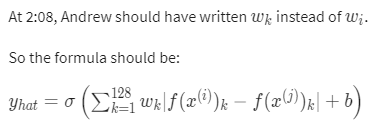 At 2:08, Andrew should have written w_k instead of w_i.
So the formula should be:
yhat = σ (∑_{k=1}^{128} w_k|f(x^{(i)})_k − f(x^{(j)})_k| + b)